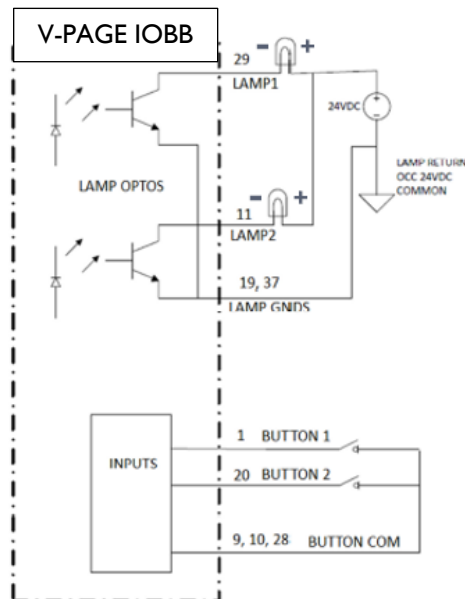 V-PAGE IOBB
- +
29
LAMP1
24VDC
+
-
LAMP RETURN
OCC 24VDC
COMMON
LAMP OPTOS
- +
11
LAMP2
19, 37
LAMP GNDS
INPUTS
1 BUTTON 1
20 BUTTON 2
9, 10, 28 BUTTON COM